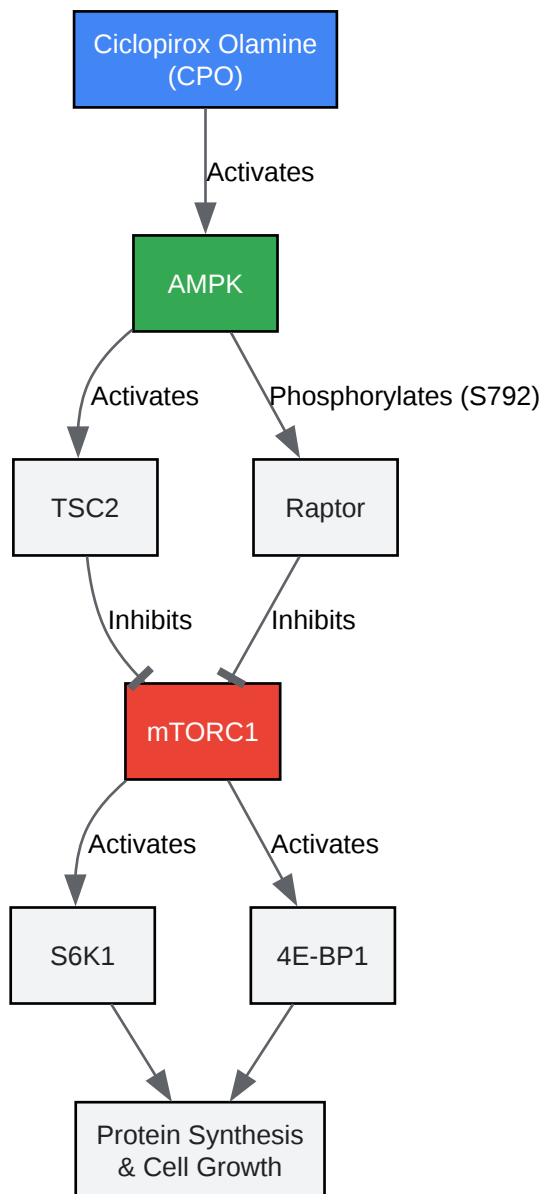 Ciclopirox Olamine
(CPO)
Activates
AMPK
Activates
Phosphorylates (S792)
TSC2
Raptor
Inhibits
Inhibits
mTORC1
Activates
Activates
S6K1
4E-BP1
Protein Synthesis
& Cell Growth